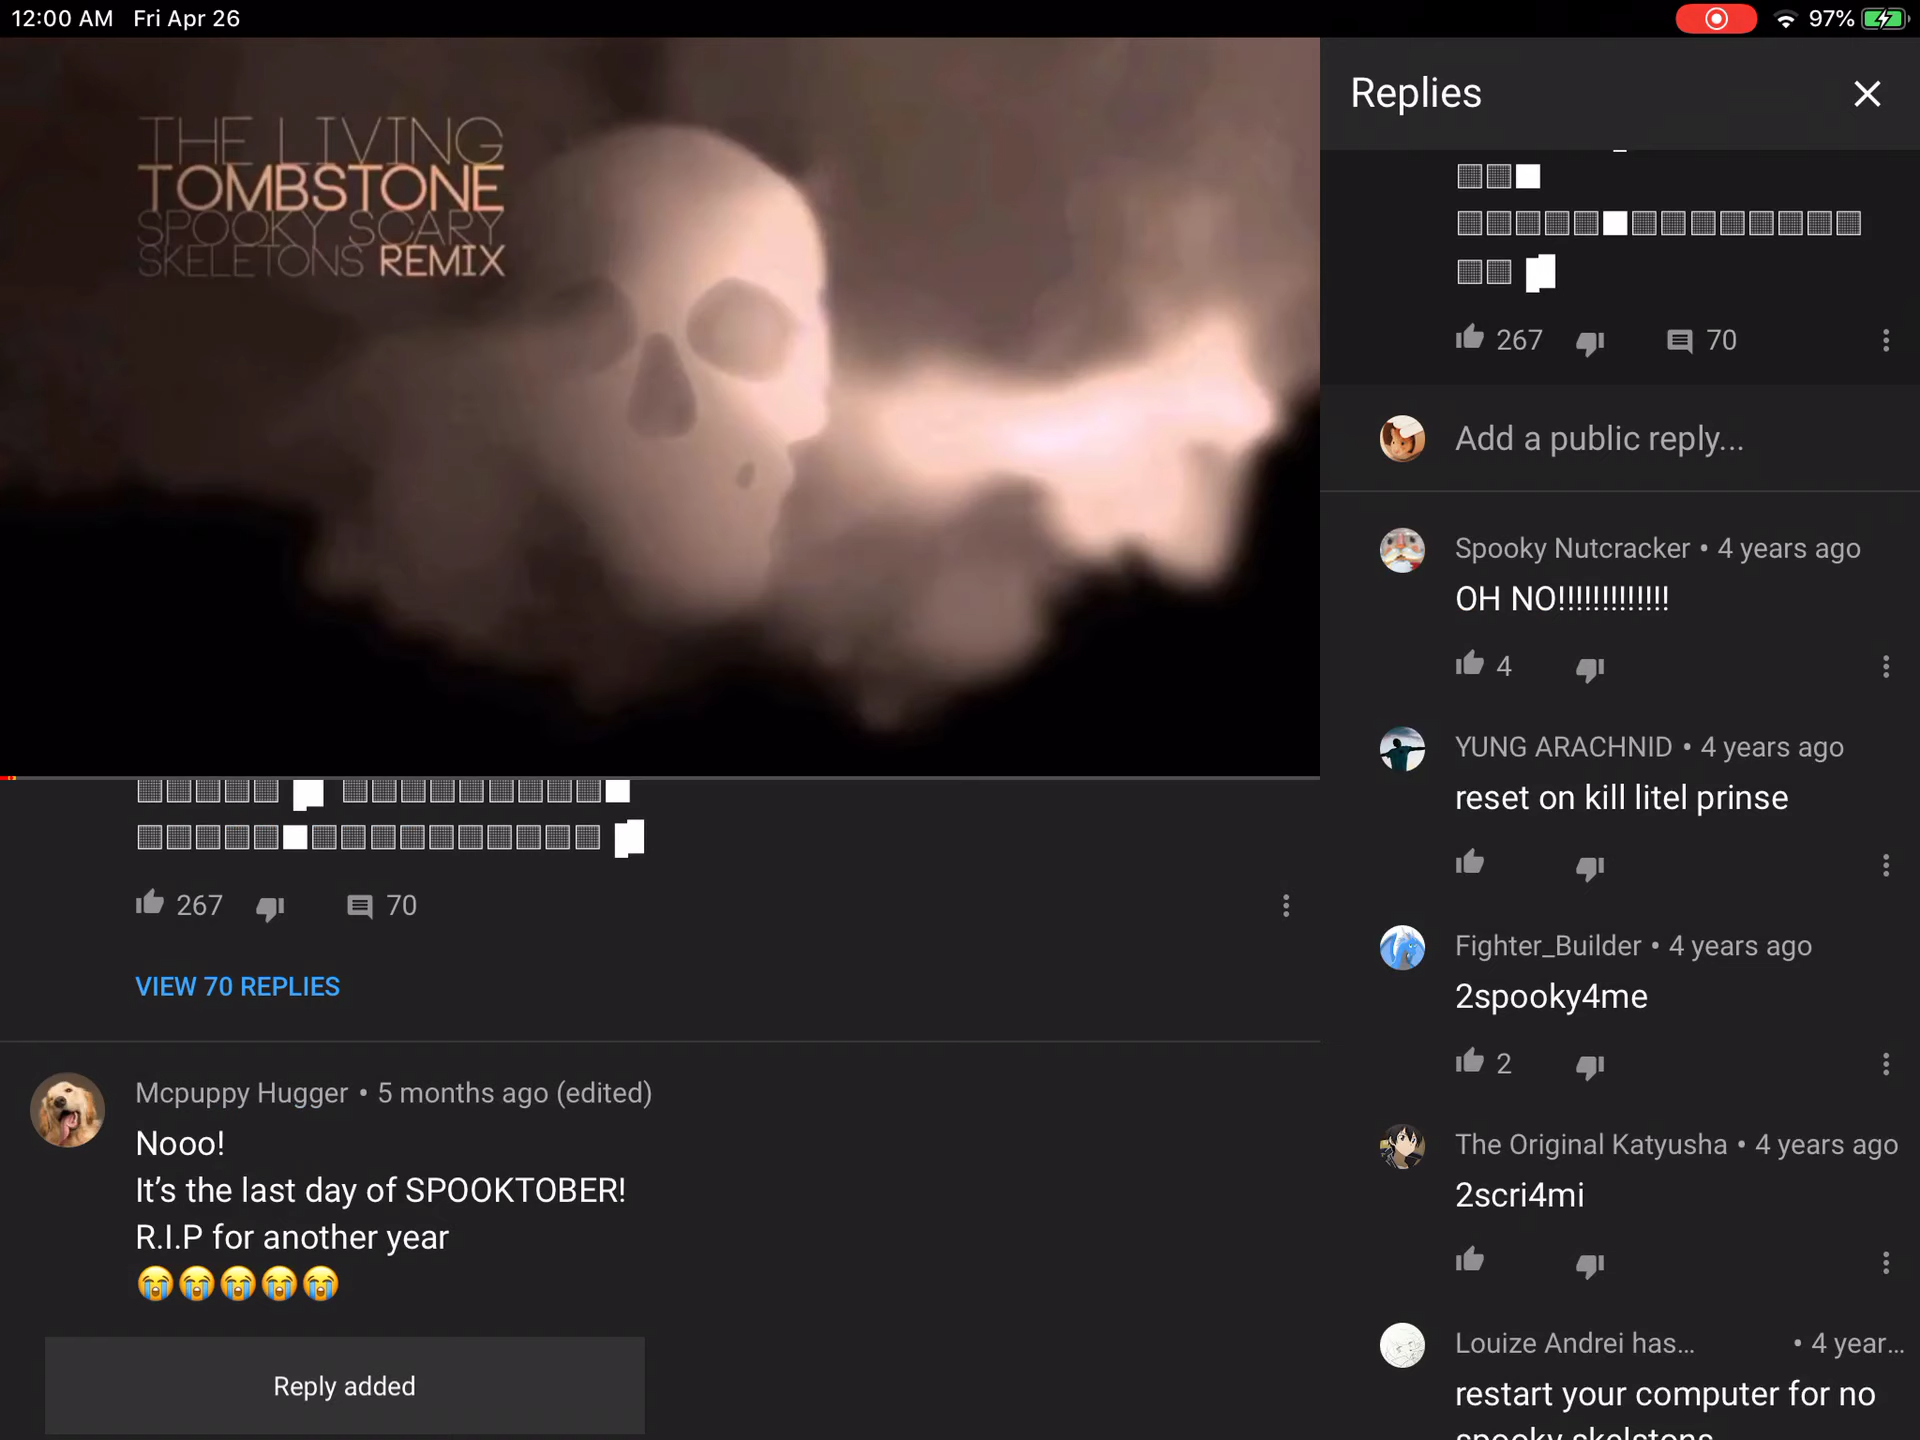 12:00 AM Fri Apr 26
97%
THE LIVING
TOMBSTONE
SPOOKY SCARY
SKELETONS REMIX
267 70
VIEW 70 REPLIES
Mcpuppy Hugger • 5 months ago (edited)
Nooo!
It’s the last day of SPOOKTOBER!
R.I.P for another year
😭😭😭😭😭
Reply added
Replies
267 70
Add a public reply...
Spooky Nutcracker • 4 years ago
OH NO!!!!!!!!!!!!!
4
YUNG ARACHNID • 4 years ago
reset on kill litel prinse
Fighter_Builder • 4 years ago
2spooky4me
2
The Original Katyusha • 4 years ago
2scri4mi
Louize Andrei has... • 4 year...
restart your computer for no
spooky skelstons